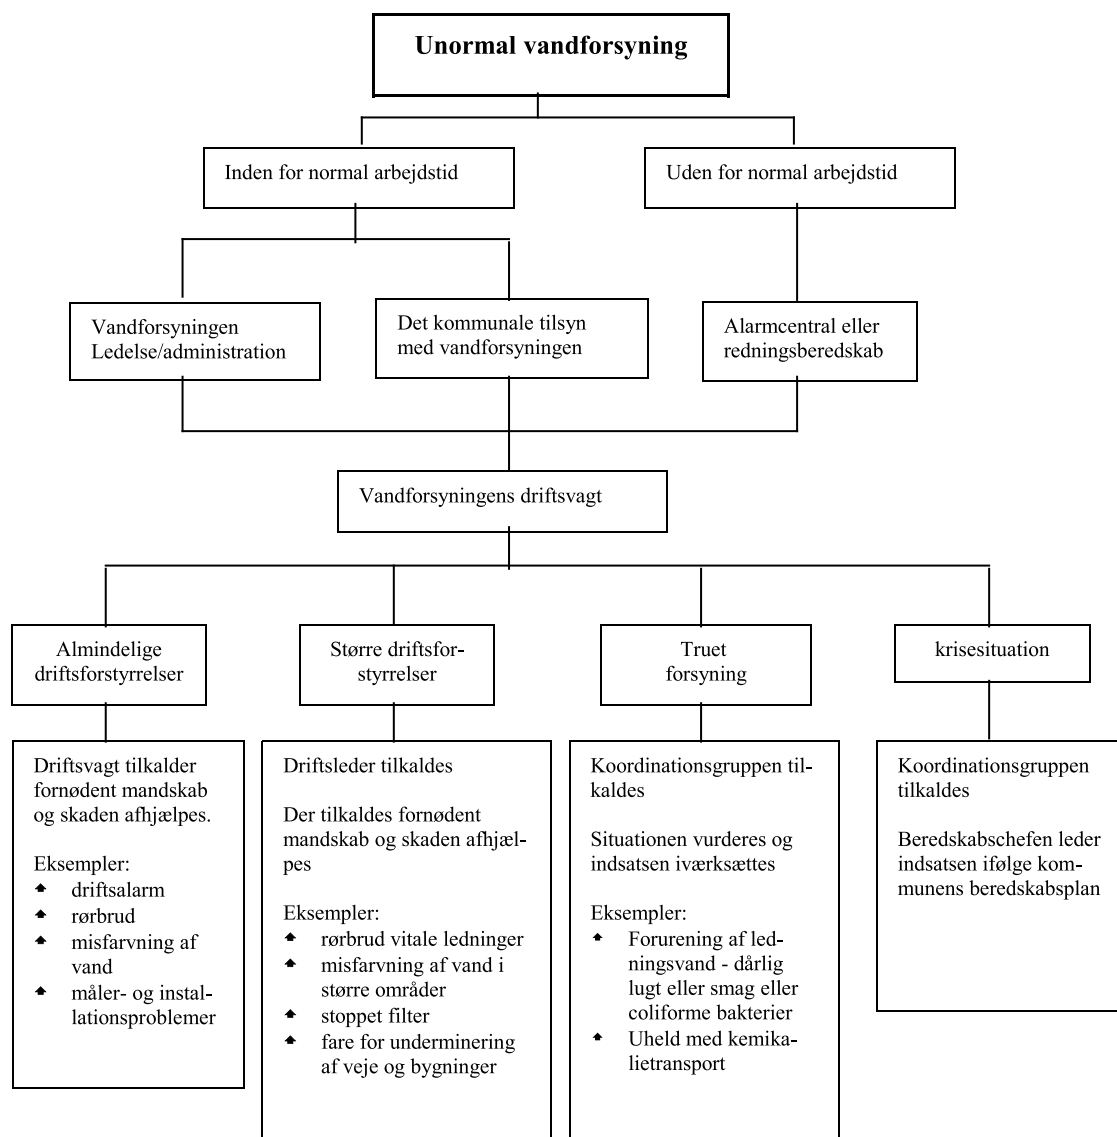 Unormal vandforsyning
Inden for normal arbejdstid
Uden for normal arbejdstid
Vandforsyningen
Ledelse/administration
Det kommunale tilsyn
med vandforsyningen
Alarmcentral eller
redningsberedskab
Vandforsyningens driftsvagt
Almindelige
driftsforstyrrelser
Større driftsfor-
styrrelser
Truet
forsyning
krisesituation
Driftsvagt tilkalder
fornødent mandskab
og skaden afhjælpes.
Eksempler:
driftsalarm
rørbrud
misfarvning af
vand
måler- og instal-
lationsproblemer
Driftsleder tilkaldes
Der tilkaldes fornødent
mandskab og skaden afhjæl-
pes
Eksempler:
rørbrud vitale ledninger
misfarvning af vand i
større områder
stoppet filter
fare for underminering
af veje og bygninger
Koordinationsgruppen til-
kaldes
Situationen vurderes og
indsatsen iværksættes
Eksempler:
Forurening af led-
ningsvand - dårlig
lugt eller smag eller
coliforme bakterier
Uheld med kemika-
lietransport
Koordinationsgruppen
tilkaldes
Beredskabschefen leder
indsatsen ifølge kom-
munens beredskabsplan